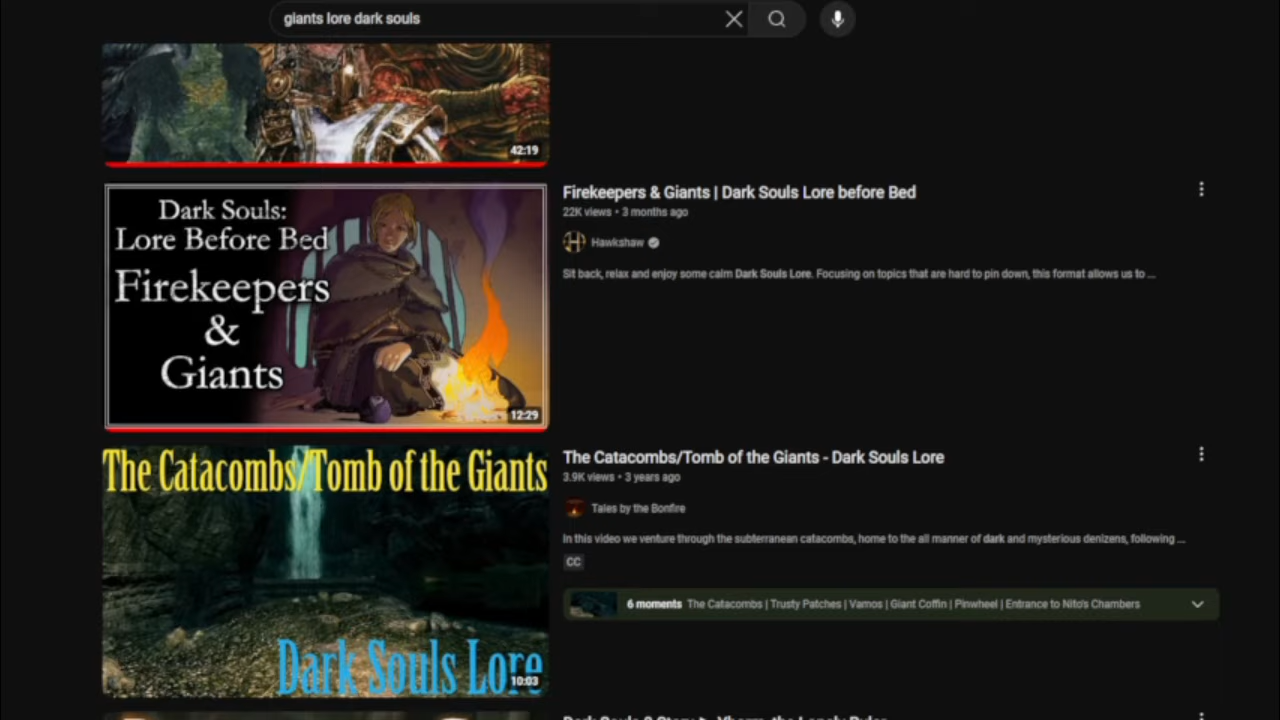 giants lore dark souls
42:19
Dark Souls:
Lore Before Bed
Firekeepers
&
Giants
12:29
Firekeepers & Giants | Dark Souls Lore before Bed
22K views • 3 months ago
Hawkshaw
Sit back, relax and enjoy some calm Dark Souls Lore. Focusing on topics that are hard to pin down, this format allows us to ...
The Catacombs/Tomb of the Giants
Dark Souls Lore
10:03
The Catacombs/Tomb of the Giants - Dark Souls Lore
3.9K views • 3 years ago
Tales by the Bonfire
In this video we venture through the subterranean catacombs, home to the all manner of dark and mysterious denizens, following ...
CC
6 moments The Catacombs | Trusty Patches | Vamos | Giant Coffin | Pinwheel | Entrance to Nito's Chambers